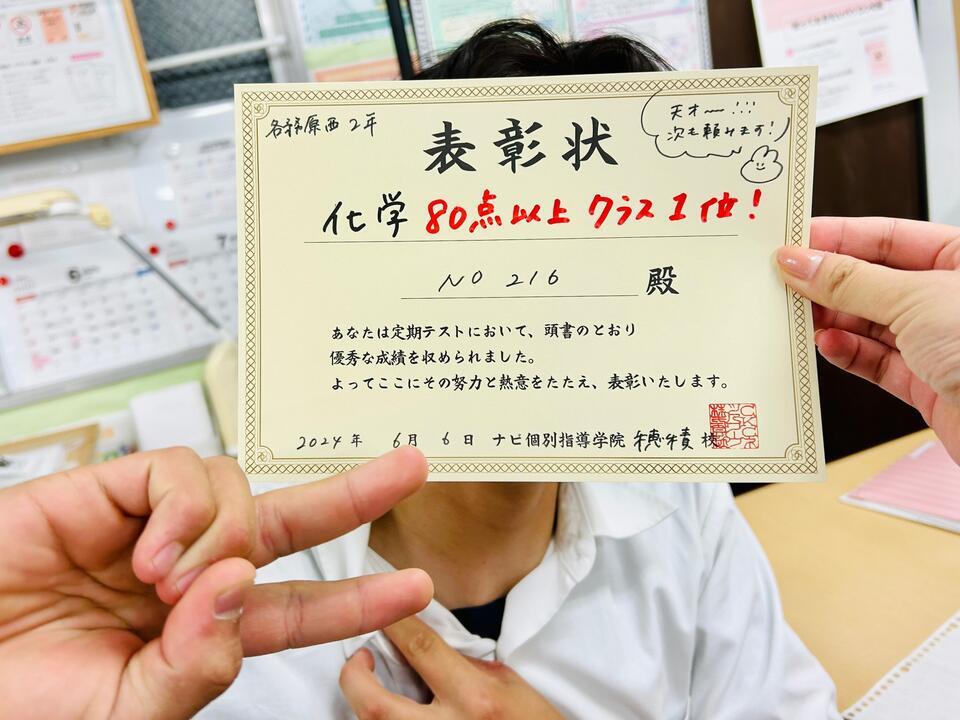 各務原西 2年
天才〜!!!
次も頼みます!
表彰状
化学 80点以上 クラス1位!
NO 216 殿
あなたは定期テストにおいて、頭書のとおり
優秀な成績を収められました。
よってここにその努力と熱意をたたえ、表彰いたします。
2024年 6月 6日 ナビ個別指導学院 穂積校